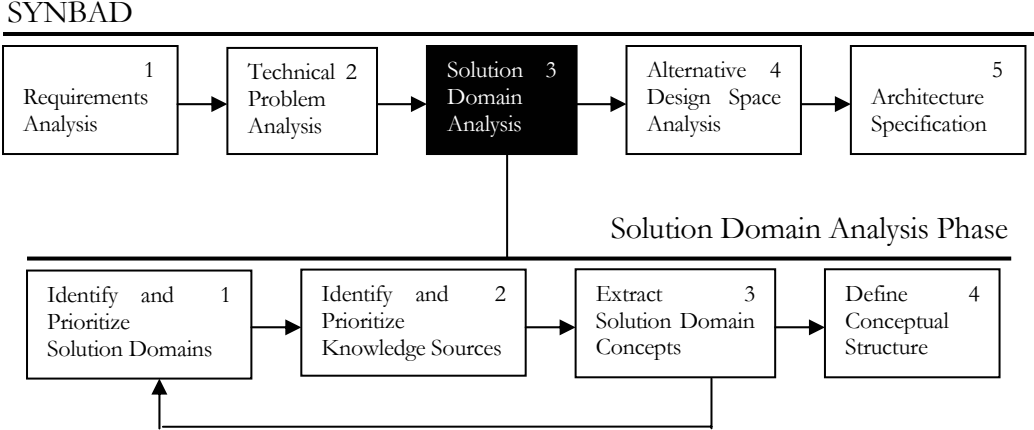 SYNBAD
1
Requirements
Analysis
Technical 2
Problem
Analysis
Solution 3
Domain
Analysis
Alternative 4
Design Space
Analysis
5
Architecture
Specification
Solution Domain Analysis Phase
Identify and 1
Prioritize
Solution Domains
Identify and 2
Prioritize
Knowledge Sources
Extract 3
Solution Domain
Concepts
Define 4
Conceptual
Structure